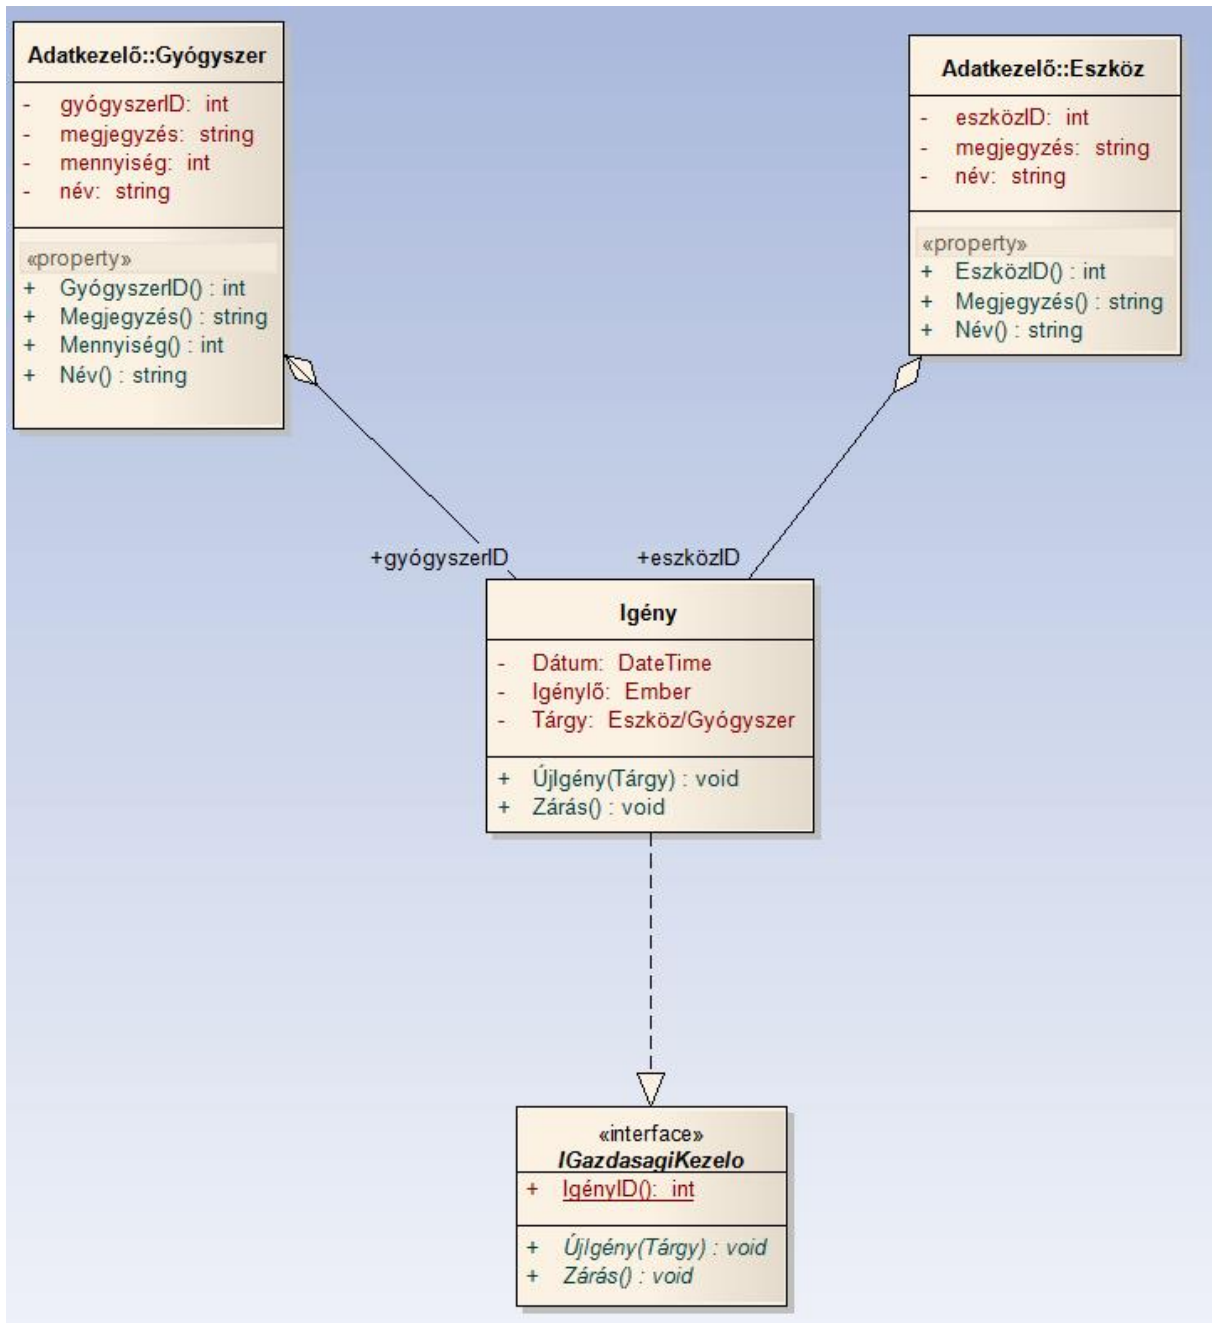 Adatkezelő::Gyógyszer
- gyógyszerID: int
- megjegyzés: string
- mennyiség: int
- név: string
«property»
+ GyógyszerID() : int
+ Megjegyzés() : string
+ Mennyiség() : int
+ Név() : string
Adatkezelő::Eszköz
- eszközID: int
- megjegyzés: string
- név: string
«property»
+ EszközID() : int
+ Megjegyzés() : string
+ Név() : string
+gyógyszerID
+eszközID
Igény
- Dátum: DateTime
- Igénylő: Ember
- Tárgy: Eszköz/Gyógyszer
+ ÚjIgény(Tárgy) : void
+ Zárás() : void
«interface»
IGazdasagiKezelo
+ IgényID(): int
+ ÚjIgény(Tárgy) : void
+ Zárás() : void